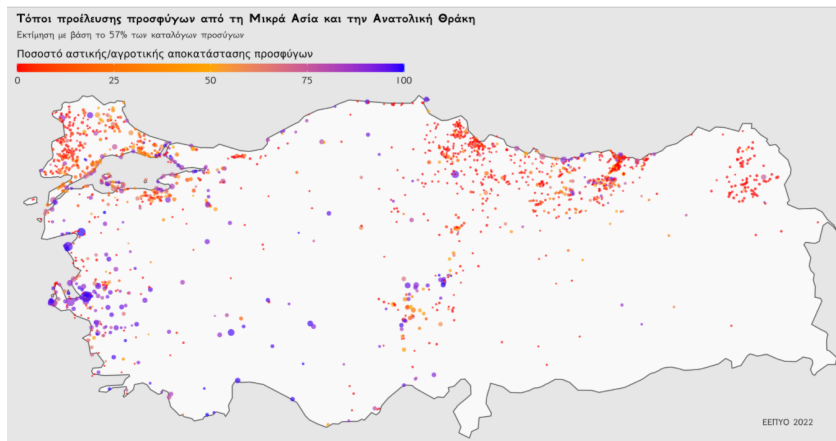 Τόποι προέλευσης προσφύγων από τη Μικρά Ασία και την Ανατολική Θράκη
Εκτίμηση με βάση το 57% των καταλόγων προσύγων
Ποσοστό αστικής/αγροτικής αποκατάστασης προσφύγων
0 25 50 75 100
ΕΕΠΥΟ 2022